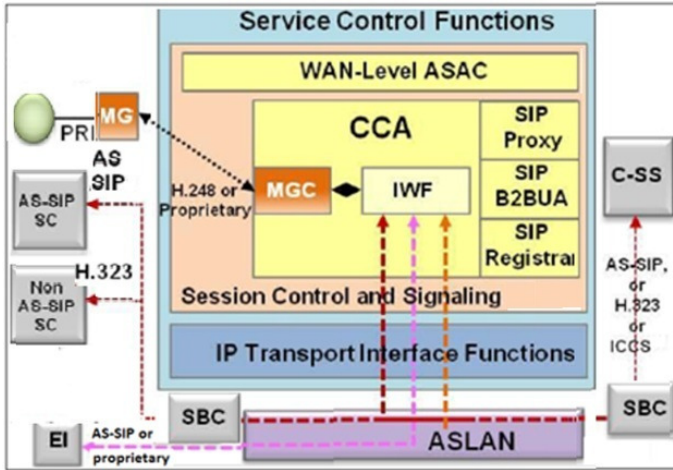 Service Control Functions
WAN-Level ASAC
MG
PRI
AS
SIP
CCA
SIP
Proxy
SIP
B2BUA
SIP
Registrar
C-SS
AS-SIP
SC
H.248 or
Proprietary
MGC
IWF
H.323
Non
AS-SIP
SC
Session Control and Signaling
AS-SIP,
or
H.323
or
ICCS
IP Transport Interface Functions
SBC
SBC
EI
AS-SIP or
proprietary
ASLAN